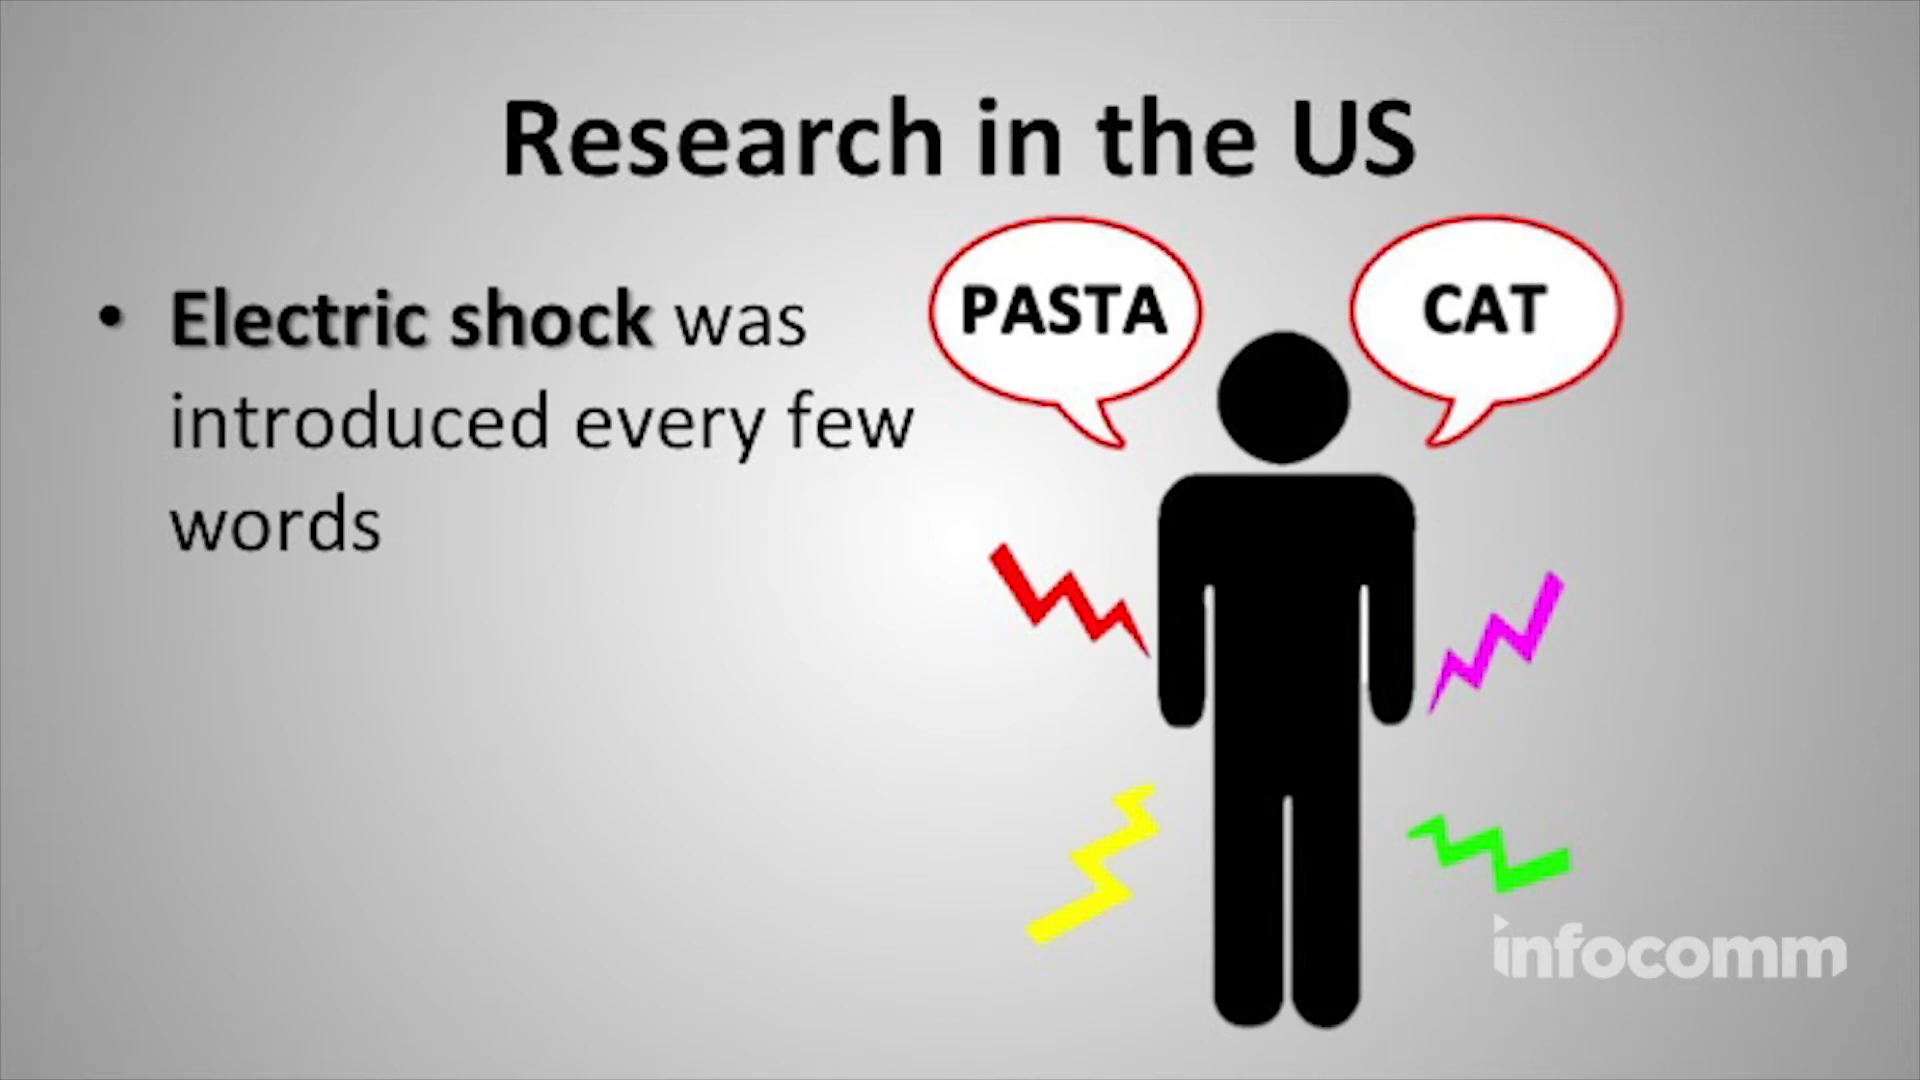 Research in the US
• Electric shock was
introduced every few
words
PASTA
CAT
infocomm